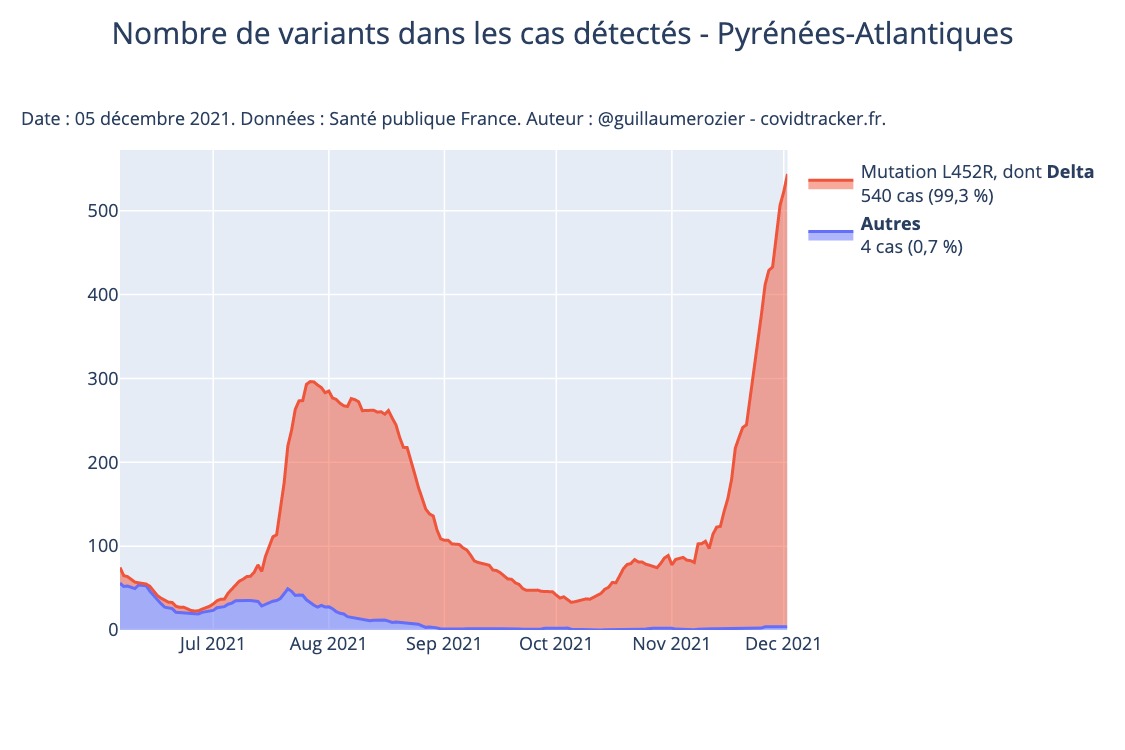 Nombre de variants dans les cas détectés - Pyrénées-Atlantiques
Date : 05 décembre 2021. Données : Santé publique France. Auteur : @guillaumerozier - covidtracker.fr.
Mutation L452R, dont Delta
540 cas (99,3 %)
Autres
4 cas (0,7 %)
500
400
300
200
100
0
Jul 2021
Aug 2021
Sep 2021
Oct 2021
Nov 2021
Dec 2021